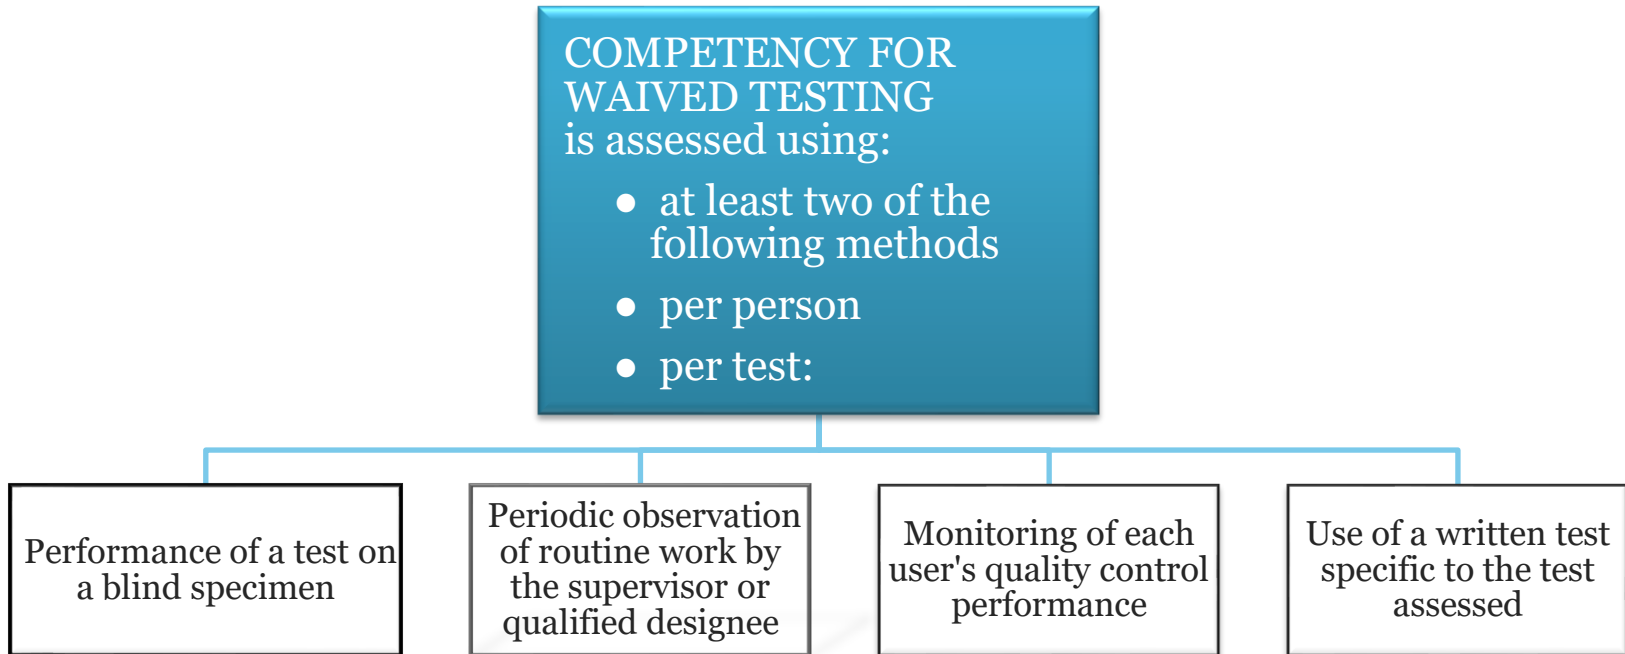 COMPETENCY FOR
WAIVED TESTING
is assessed using:
● at least two of the
following methods
● per person
● per test:
Performance of a test on
a blind specimen
Periodic observation
of routine work by
the supervisor or
qualified designee
Monitoring of each
user's quality control
performance
Use of a written test
specific to the test
assessed